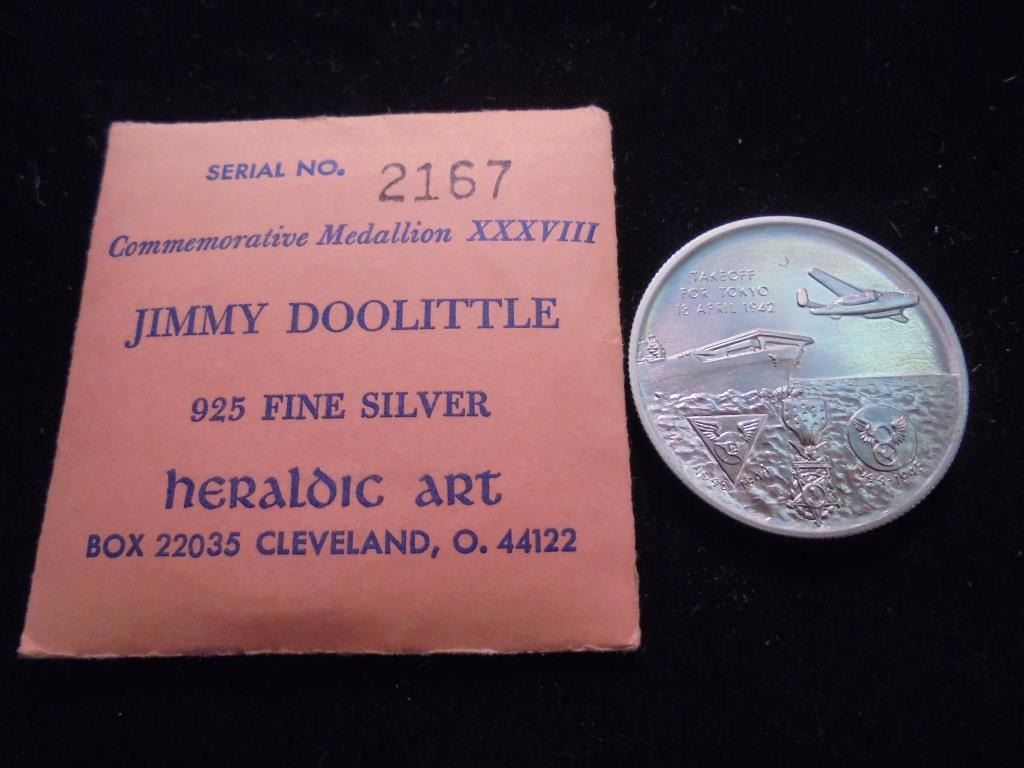 SERIAL NO. 2167
Commemorative Medallion XXXVIII
JIMMY DOOLITTLE
925 FINE SILVER
heraldic art
BOX 22035 CLEVELAND, O. 44122
TAKEOFF
FOR TOKYO
18 APRIL 1942